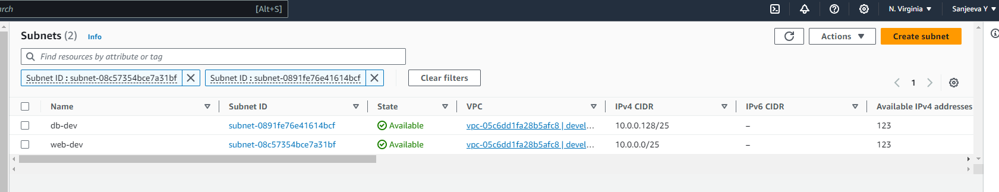 rch [Alt+S] N. Virginia Sanjeeva Y
Subnets (2) Info Actions Create subnet
Find resources by attribute or tag
Subnet ID : subnet-08c57354bce7a31bf Subnet ID : subnet-0891fe76e41614bcf Clear filters 1
Name Subnet ID State VPC IPv4 CIDR IPv6 CIDR Available IPv4 addresses
db-dev subnet-0891fe76e41614bcf Available vpc-05c6dd1fa28b5afc8 | devel... 10.0.0.128/25 – 123
web-dev subnet-08c57354bce7a31bf Available vpc-05c6dd1fa28b5afc8 | devel... 10.0.0.0/25 – 123